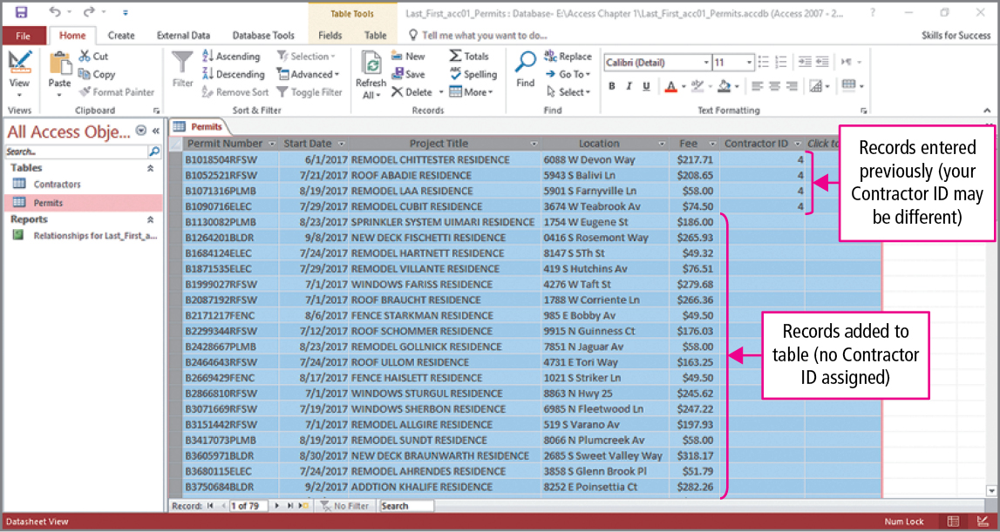 Table Tools
Last_First_acc01_Permits : Database- E:\Access Chapter 1\Last_First_acc01_Permits.accdb (Access 2007 - 2...
?
File
Home
Create
External Data
Database Tools
Fields
Table
Tell me what you want to do...
Skills for Success
View
Paste
Cut
Copy
Format Painter
Filter
Ascending
Descending
Remove Sort
Selection
Advanced
Toggle Filter
Refresh
All
New
Save
Delete
Totals
Spelling
More
Find
Replace
Go To
Select
Calibri (Detail)
11
B I U
Views
Clipboard
Sort & Filter
Records
Find
Text Formatting
All Access Obje...
Search...
Tables
Contractors
Permits
Reports
Relationships for Last_First_a...
Permits
Permit Number Start Date Project Title Location Fee Contractor ID Click to
B1018504RFSW 6/1/2017 REMODEL CHITTESTER RESIDENCE 6088 W Devon Way $217.71 4
B1052521RFSW 7/21/2017 ROOF ABADIE RESIDENCE 5943 S Balivi Ln $208.65 4
B1071316PLMB 8/19/2017 REMODEL LAA RESIDENCE 5901 S Farnyville Ln $58.00 4
B1090716ELEC 7/29/2017 REMODEL CUBIT RESIDENCE 3674 W Teabrook Av $74.50 4
B1130082PLMB 8/23/2017 SPRINKLER SYSTEM UIMARI RESIDENCE 1754 W Eugene St $186.00
B1264201BLDR 9/8/2017 NEW DECK FISCHETTI RESIDENCE 0416 S Rosemont Way $265.93
B1684124ELEC 7/24/2017 REMODEL HARTNETT RESIDENCE 8147 S 5Th St $49.32
B1871535ELEC 7/29/2017 REMODEL VILLANTE RESIDENCE 419 S Hutchins Av $76.51
B1999027RFSW 7/1/2017 WINDOWS FARISS RESIDENCE 4276 W Taft St $279.68
B2087192RFSW 7/1/2017 ROOF BRAUCHT RESIDENCE 1788 W Corriente Ln $266.36
B2171217FENC 8/6/2017 FENCE STARKMAN RESIDENCE 985 E Bobby Av $49.50
B2299344RFSW 7/12/2017 ROOF SCHOMMER RESIDENCE 9915 N Guinness Ct $176.03
B2428667PLMB 8/23/2017 REMODEL GOLLNICK RESIDENCE 7851 N Jaguar Av $58.00
B2464643RFSW 7/24/2017 ROOF ULLOM RESIDENCE 4731 E Tori Way $163.25
B2669429FENC 8/17/2017 FENCE HAISLETT RESIDENCE 1021 S Striker Ln $49.50
B2866810RFSW 7/1/2017 WINDOWS STURGUL RESIDENCE 8863 N Hwy 25 $245.62
B3071669RFSW 7/19/2017 WINDOWS SHERBON RESIDENCE 6985 N Fleetwood Ln $247.22
B3151442RFSW 7/1/2017 REMODEL ALLGIRE RESIDENCE 519 S Varano Av $197.93
B3417073PLMB 8/19/2017 REMODEL SUNDT RESIDENCE 8066 N Plumcreek Av $58.00
B3605971BLDR 8/30/2017 NEW DECK BRAUNWARTH RESIDENCE 2685 S Sweet Valley Way $318.17
B3680115ELEC 7/24/2017 REMODEL AHRENDES RESIDENCE 3858 S Glenn Brook Pl $51.79
B3750684BLDR 9/2/2017 ADDTION KHALIFE RESIDENCE 8252 E Poinsettia Ct $282.26
Records entered
previously (your
Contractor ID may
be different)
Records added to
table (no Contractor
ID assigned)
Record: 1 of 79 No Filter Search
Datasheet View
Num Lock